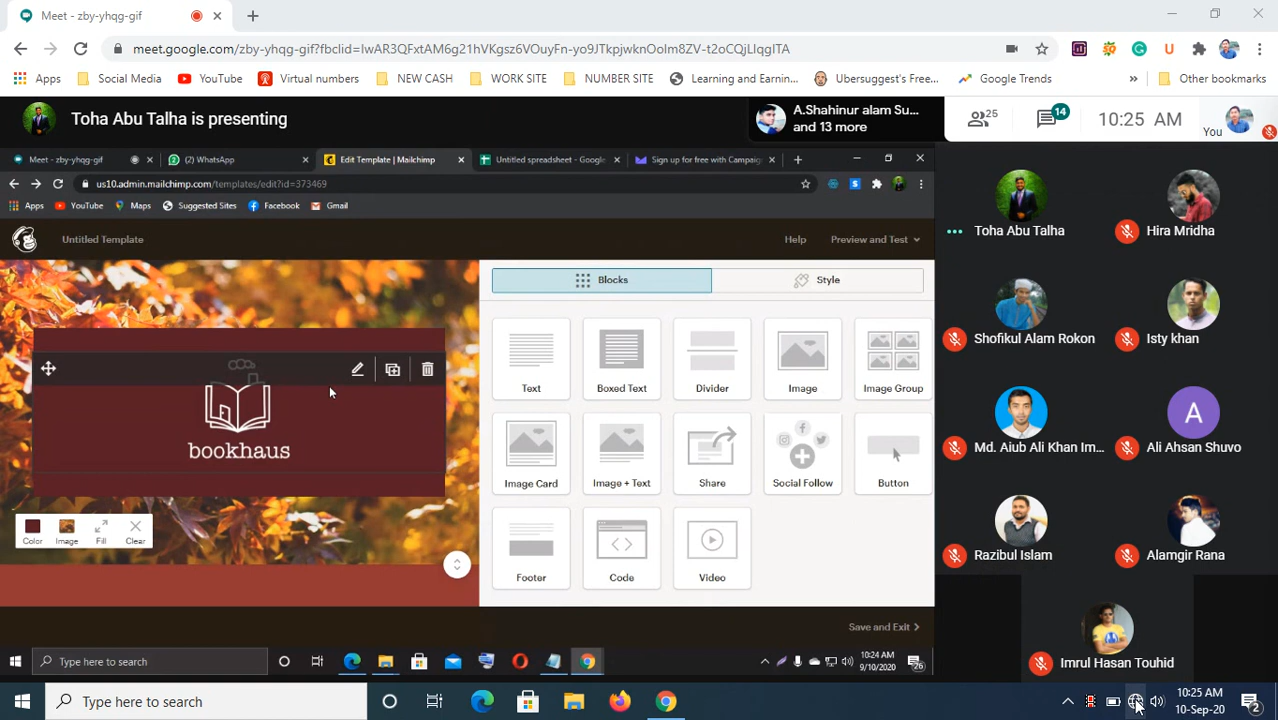 Meet - zby-yhqg-gif
meet.google.com/zby-yhqg-gif?fbclid=IwAR3QFxtAM6g21hVKgsz6VOuyFn-yo9JTkpjwknOolm8ZV-t2oCQjLlqgITA
Apps Social Media YouTube Virtual numbers NEW CASH WORK SITE NUMBER SITE Learning and Earnin... Ubersuggest's Free... Google Trends » Other bookmarks
Toha Abu Talha is presenting
A.Shahinur alam Su...
and 13 more
25
14
10:25 AM
You
Meet - zby-yhqg-gif (2) WhatsApp Edit Template | Mailchimp Untitled spreadsheet - Google Sign up for free with Campaig
us10.admin.mailchimp.com/templates/edit?id=373469
Apps YouTube Maps Suggested Sites Facebook Gmail
Untitled Template Help Preview and Test
Blocks Style
bookhaus
Color Image Fill Clear
Text Boxed Text Divider Image Image Group
Image Card Image + Text Share Social Follow Button
Footer Code Video
Save and Exit
Type here to search
10:24 AM
9/10/2020
26
Toha Abu Talha
Hira Mridha
Shofikul Alam Rokon
Isty khan
Md. Aiub Ali Khan Im...
A
Ali Ahsan Shuvo
Razibul Islam
Alamgir Rana
Imrul Hasan Touhid
Type here to search
10:25 AM
10-Sep-20
2